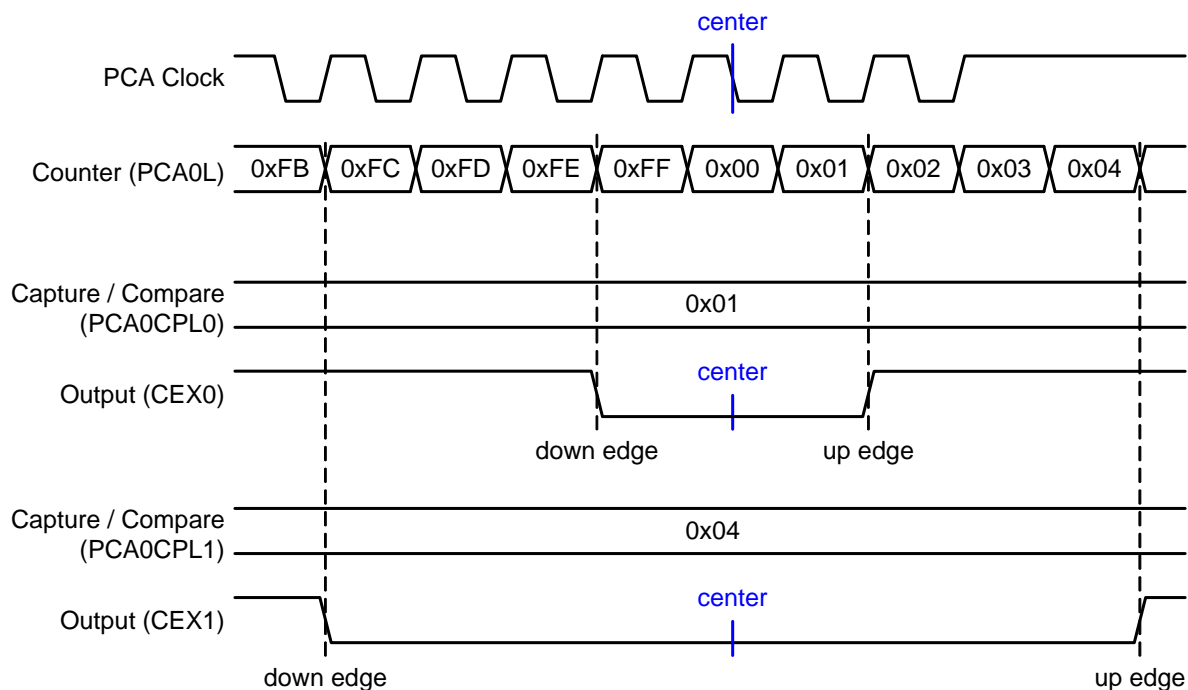 center
PCA Clock
Counter (PCA0L) 0xFB 0xFC 0xFD 0xFE 0xFF 0x00 0x01 0x02 0x03 0x04
Capture / Compare
(PCA0CPL0)
0x01
center
Output (CEX0)
down edge up edge
Capture / Compare
(PCA0CPL1)
0x04
center
Output (CEX1)
down edge up edge